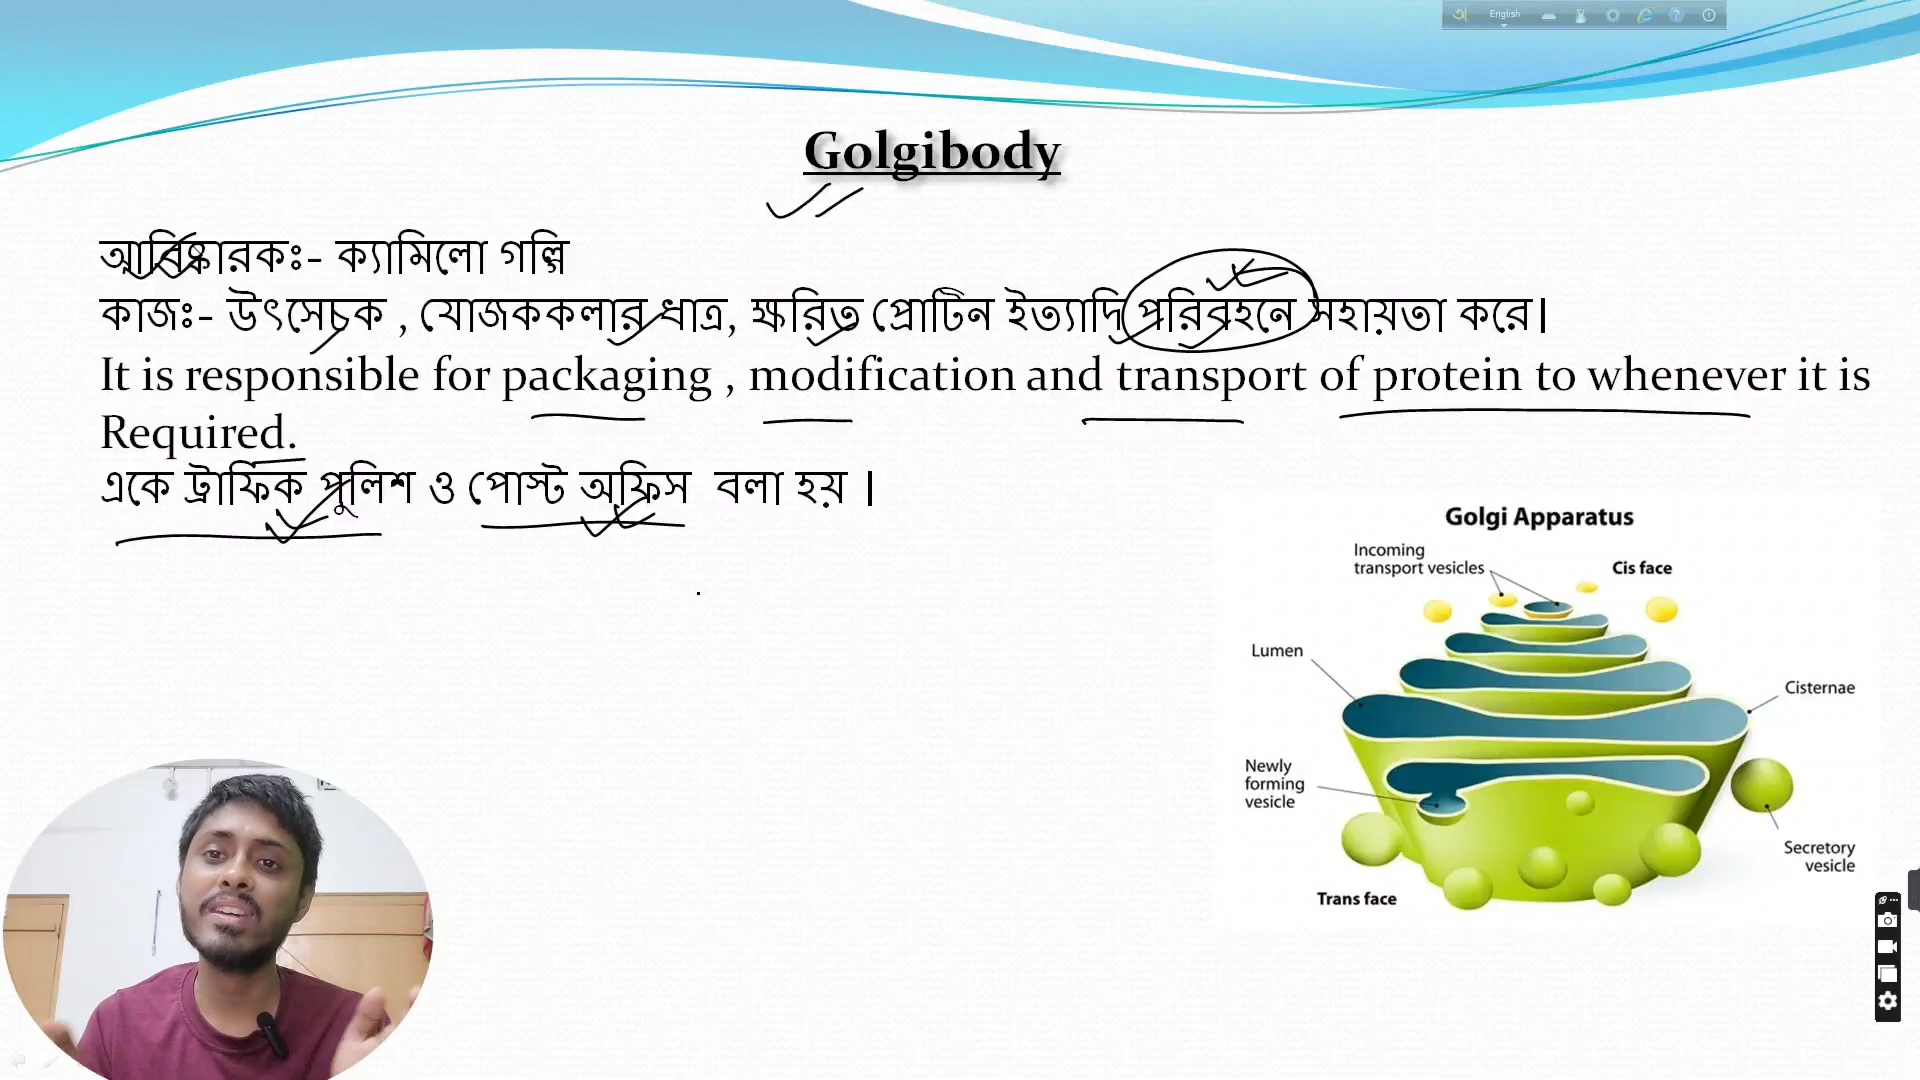 English
Golgibody
আবিষ্কারকঃ- ক্যামিলো গল্গি
কাজঃ- উৎসেচক , যোজককলার ধাত্র, ক্ষরিত প্রোটিন ইত্যাদি পরিবহনে সহায়তা করে।
It is responsible for packaging , modification and transport of protein to whenever it is
Required.
একে ট্রাফিক পুলিশ ও পোস্ট অফিস বলা হয় ।
Golgi Apparatus
Incoming
transport vesicles
Cis face
Lumen
Cisternae
Newly
forming
vesicle
Secretory
vesicle
Trans face